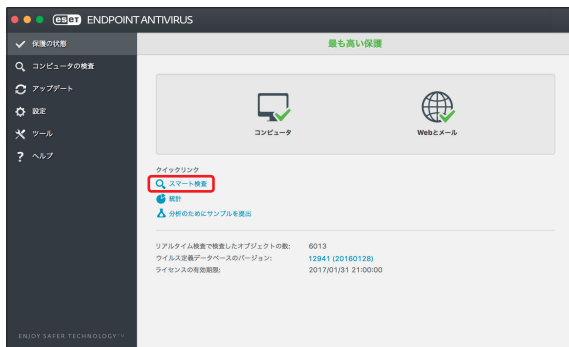 eset ENDPOINT ANTIVIRUS
保護の状態
最も高い保護
コンピュータの検査
アップデート
設定
ツール
ヘルプ
コンピュータ
Webとメール
クイックリンク
スマート検査
統計
分析のためにサンプルを提出
リアルタイム検査で検査したオブジェクトの数: 6013
ウイルス定義データベースのバージョン: 12941 (20160128)
ライセンスの有効期限: 2017/01/31 21:00:00
ENJOY SAFER TECHNOLOGY™